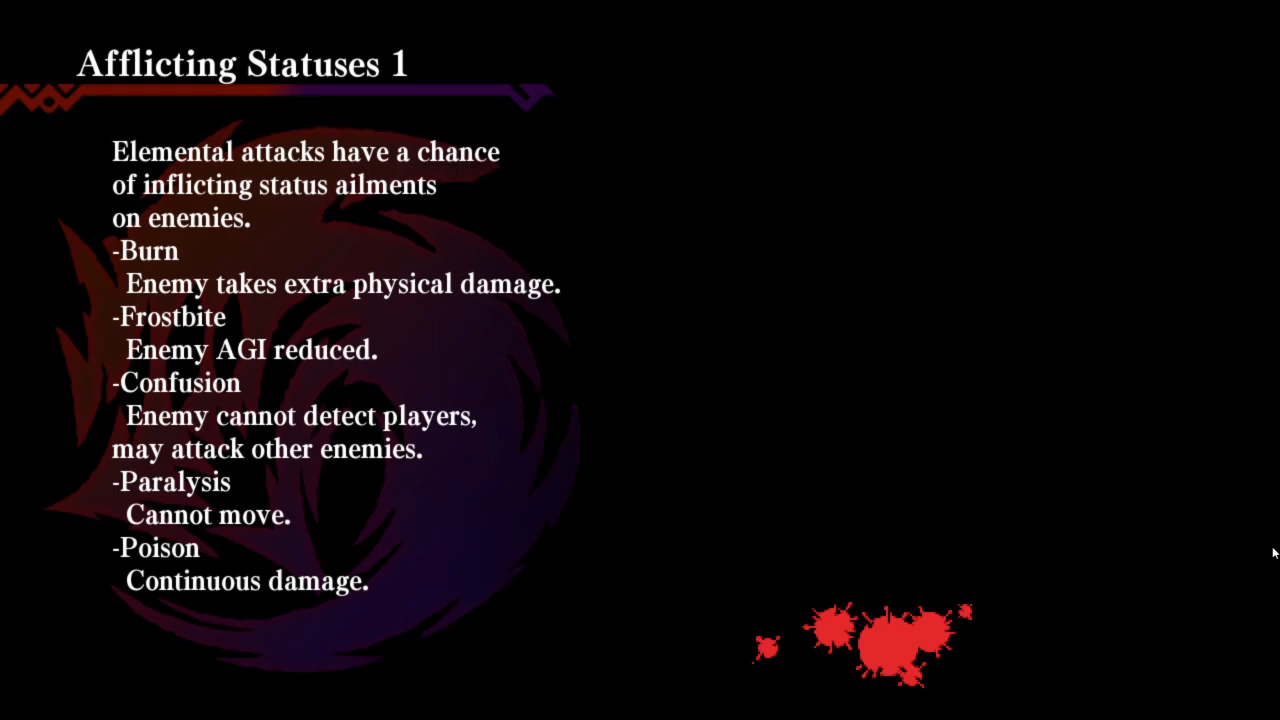 Afflicting Statuses 1
Elemental attacks have a chance
of inflicting status ailments
on enemies.
-Burn
Enemy takes extra physical damage.
-Frostbite
Enemy AGI reduced.
-Confusion
Enemy cannot detect players,
may attack other enemies.
-Paralysis
Cannot move.
-Poison
Continuous damage.